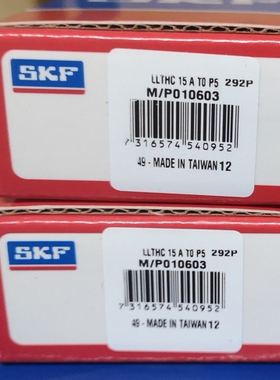 SKF
LLTHC 15 A T0 P5 292P
M/P010603
7 316574 540952
49 - MADE IN TAIWAN 12
SKF
LLTHC 15 A T0 P5 292P
M/P010603
7 316574 540952
49 - MADE IN TAIWAN 12